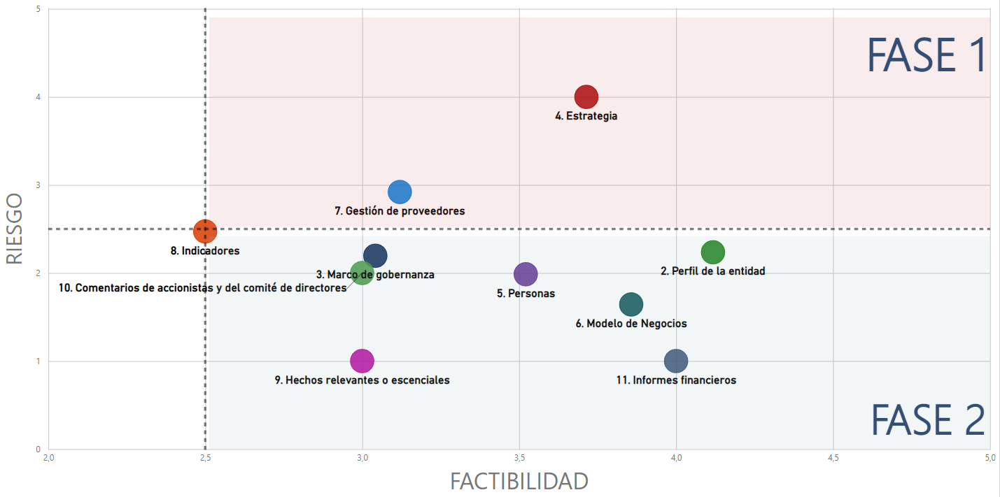 5
FASE 1
4
4. Estrategia
3
7. Gestión de proveedores
RIESGO
8. Indicadores
2. Perfil de la entidad
2
3. Marco de gobernanza
10. Comentarios de accionistas y del comité de directores
5. Personas
6. Modelo de Negocios
1
9. Hechos relevantes o escenciales
11. Informes financieros
FASE 2
0
2,0 2,5 3,0 3,5 4,0 4,5 5,0
FACTIBILIDAD